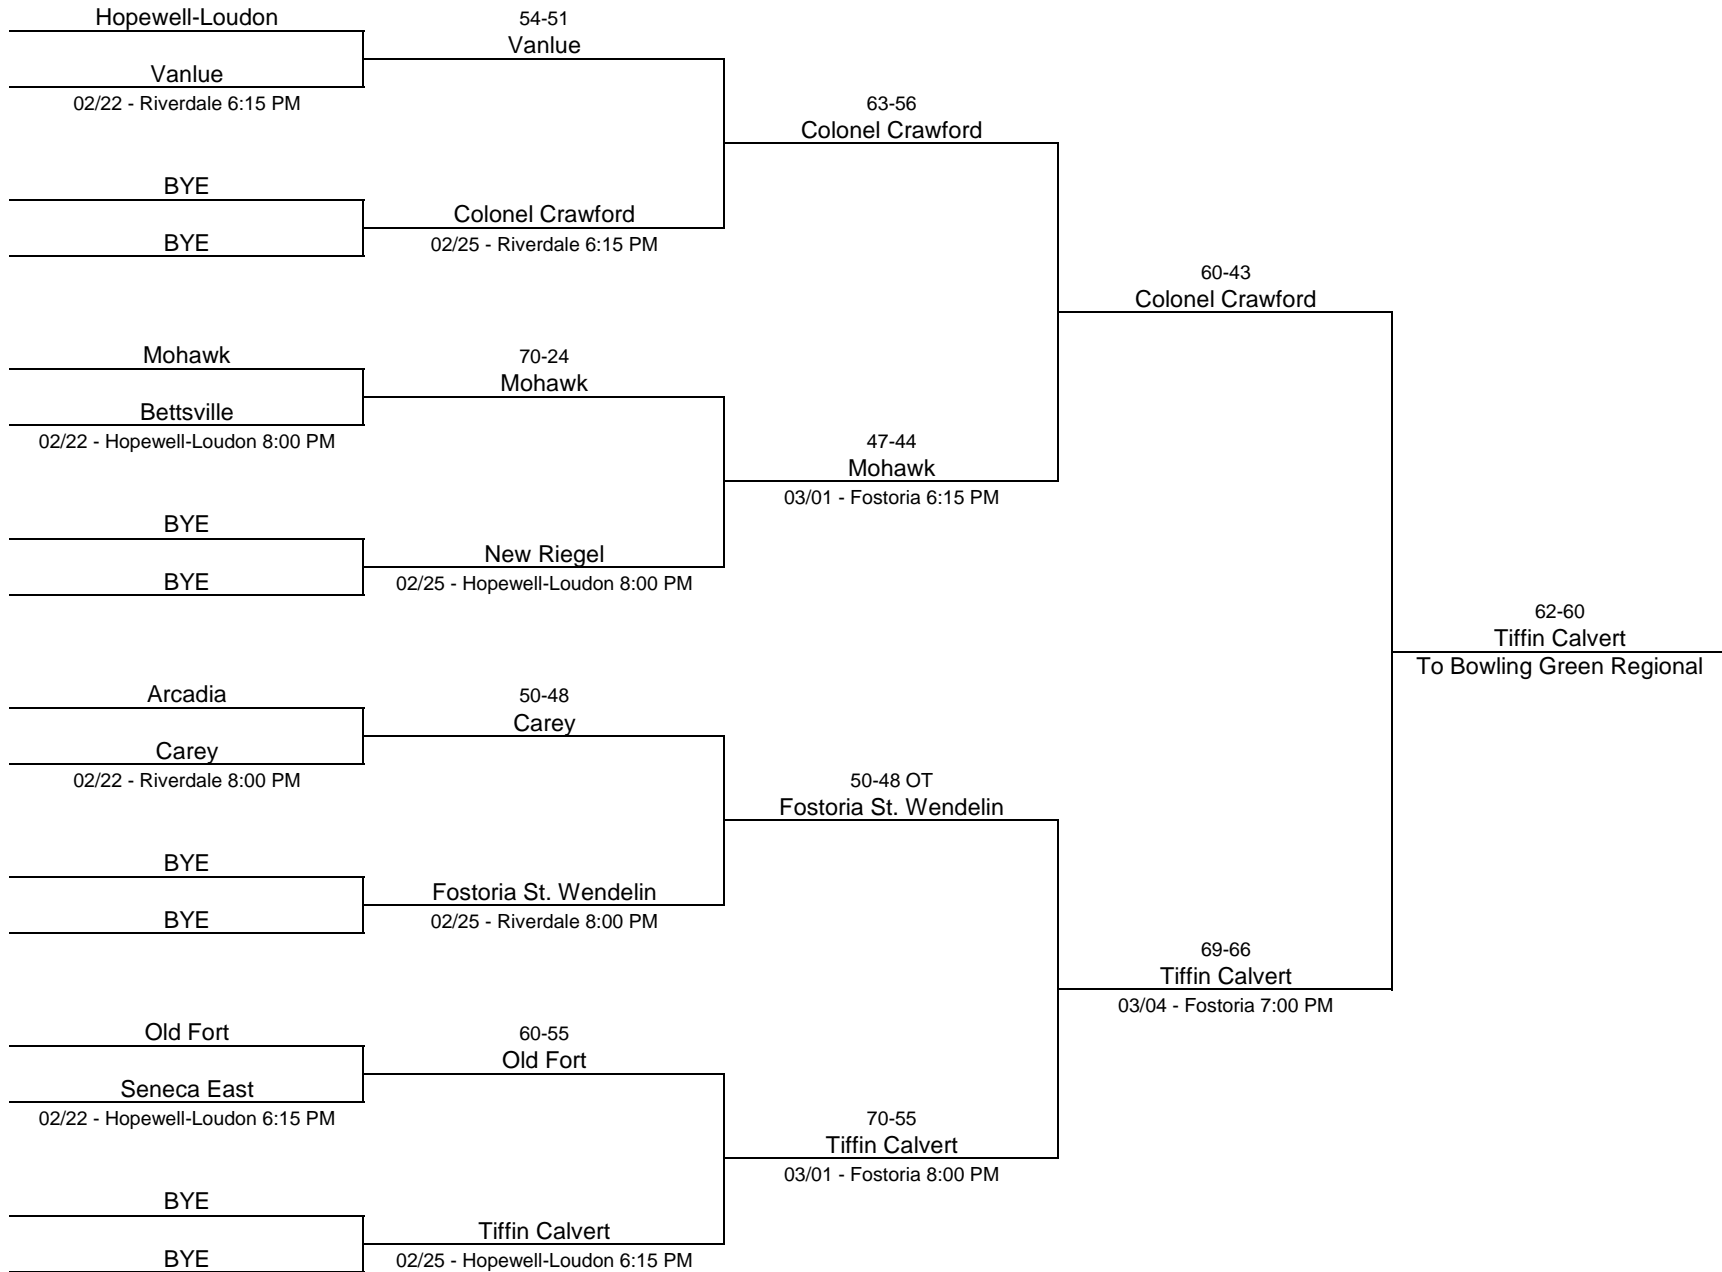 Hopewell-Loudon
54-51
Vanlue
Vanlue
02/22 - Riverdale 6:15 PM
63-56
Colonel Crawford
BYE
Colonel Crawford
BYE
02/25 - Riverdale 6:15 PM
60-43
Colonel Crawford
Mohawk
70-24
Mohawk
Bettsville
02/22 - Hopewell-Loudon 8:00 PM
47-44
Mohawk
03/01 - Fostoria 6:15 PM
BYE
New Riegel
BYE
02/25 - Hopewell-Loudon 8:00 PM
62-60
Tiffin Calvert
To Bowling Green Regional
Arcadia
50-48
Carey
Carey
02/22 - Riverdale 8:00 PM
50-48 OT
Fostoria St. Wendelin
BYE
Fostoria St. Wendelin
BYE
02/25 - Riverdale 8:00 PM
69-66
Tiffin Calvert
03/04 - Fostoria 7:00 PM
Old Fort
60-55
Old Fort
Seneca East
02/22 - Hopewell-Loudon 6:15 PM
70-55
Tiffin Calvert
03/01 - Fostoria 8:00 PM
BYE
Tiffin Calvert
BYE
02/25 - Hopewell-Loudon 6:15 PM